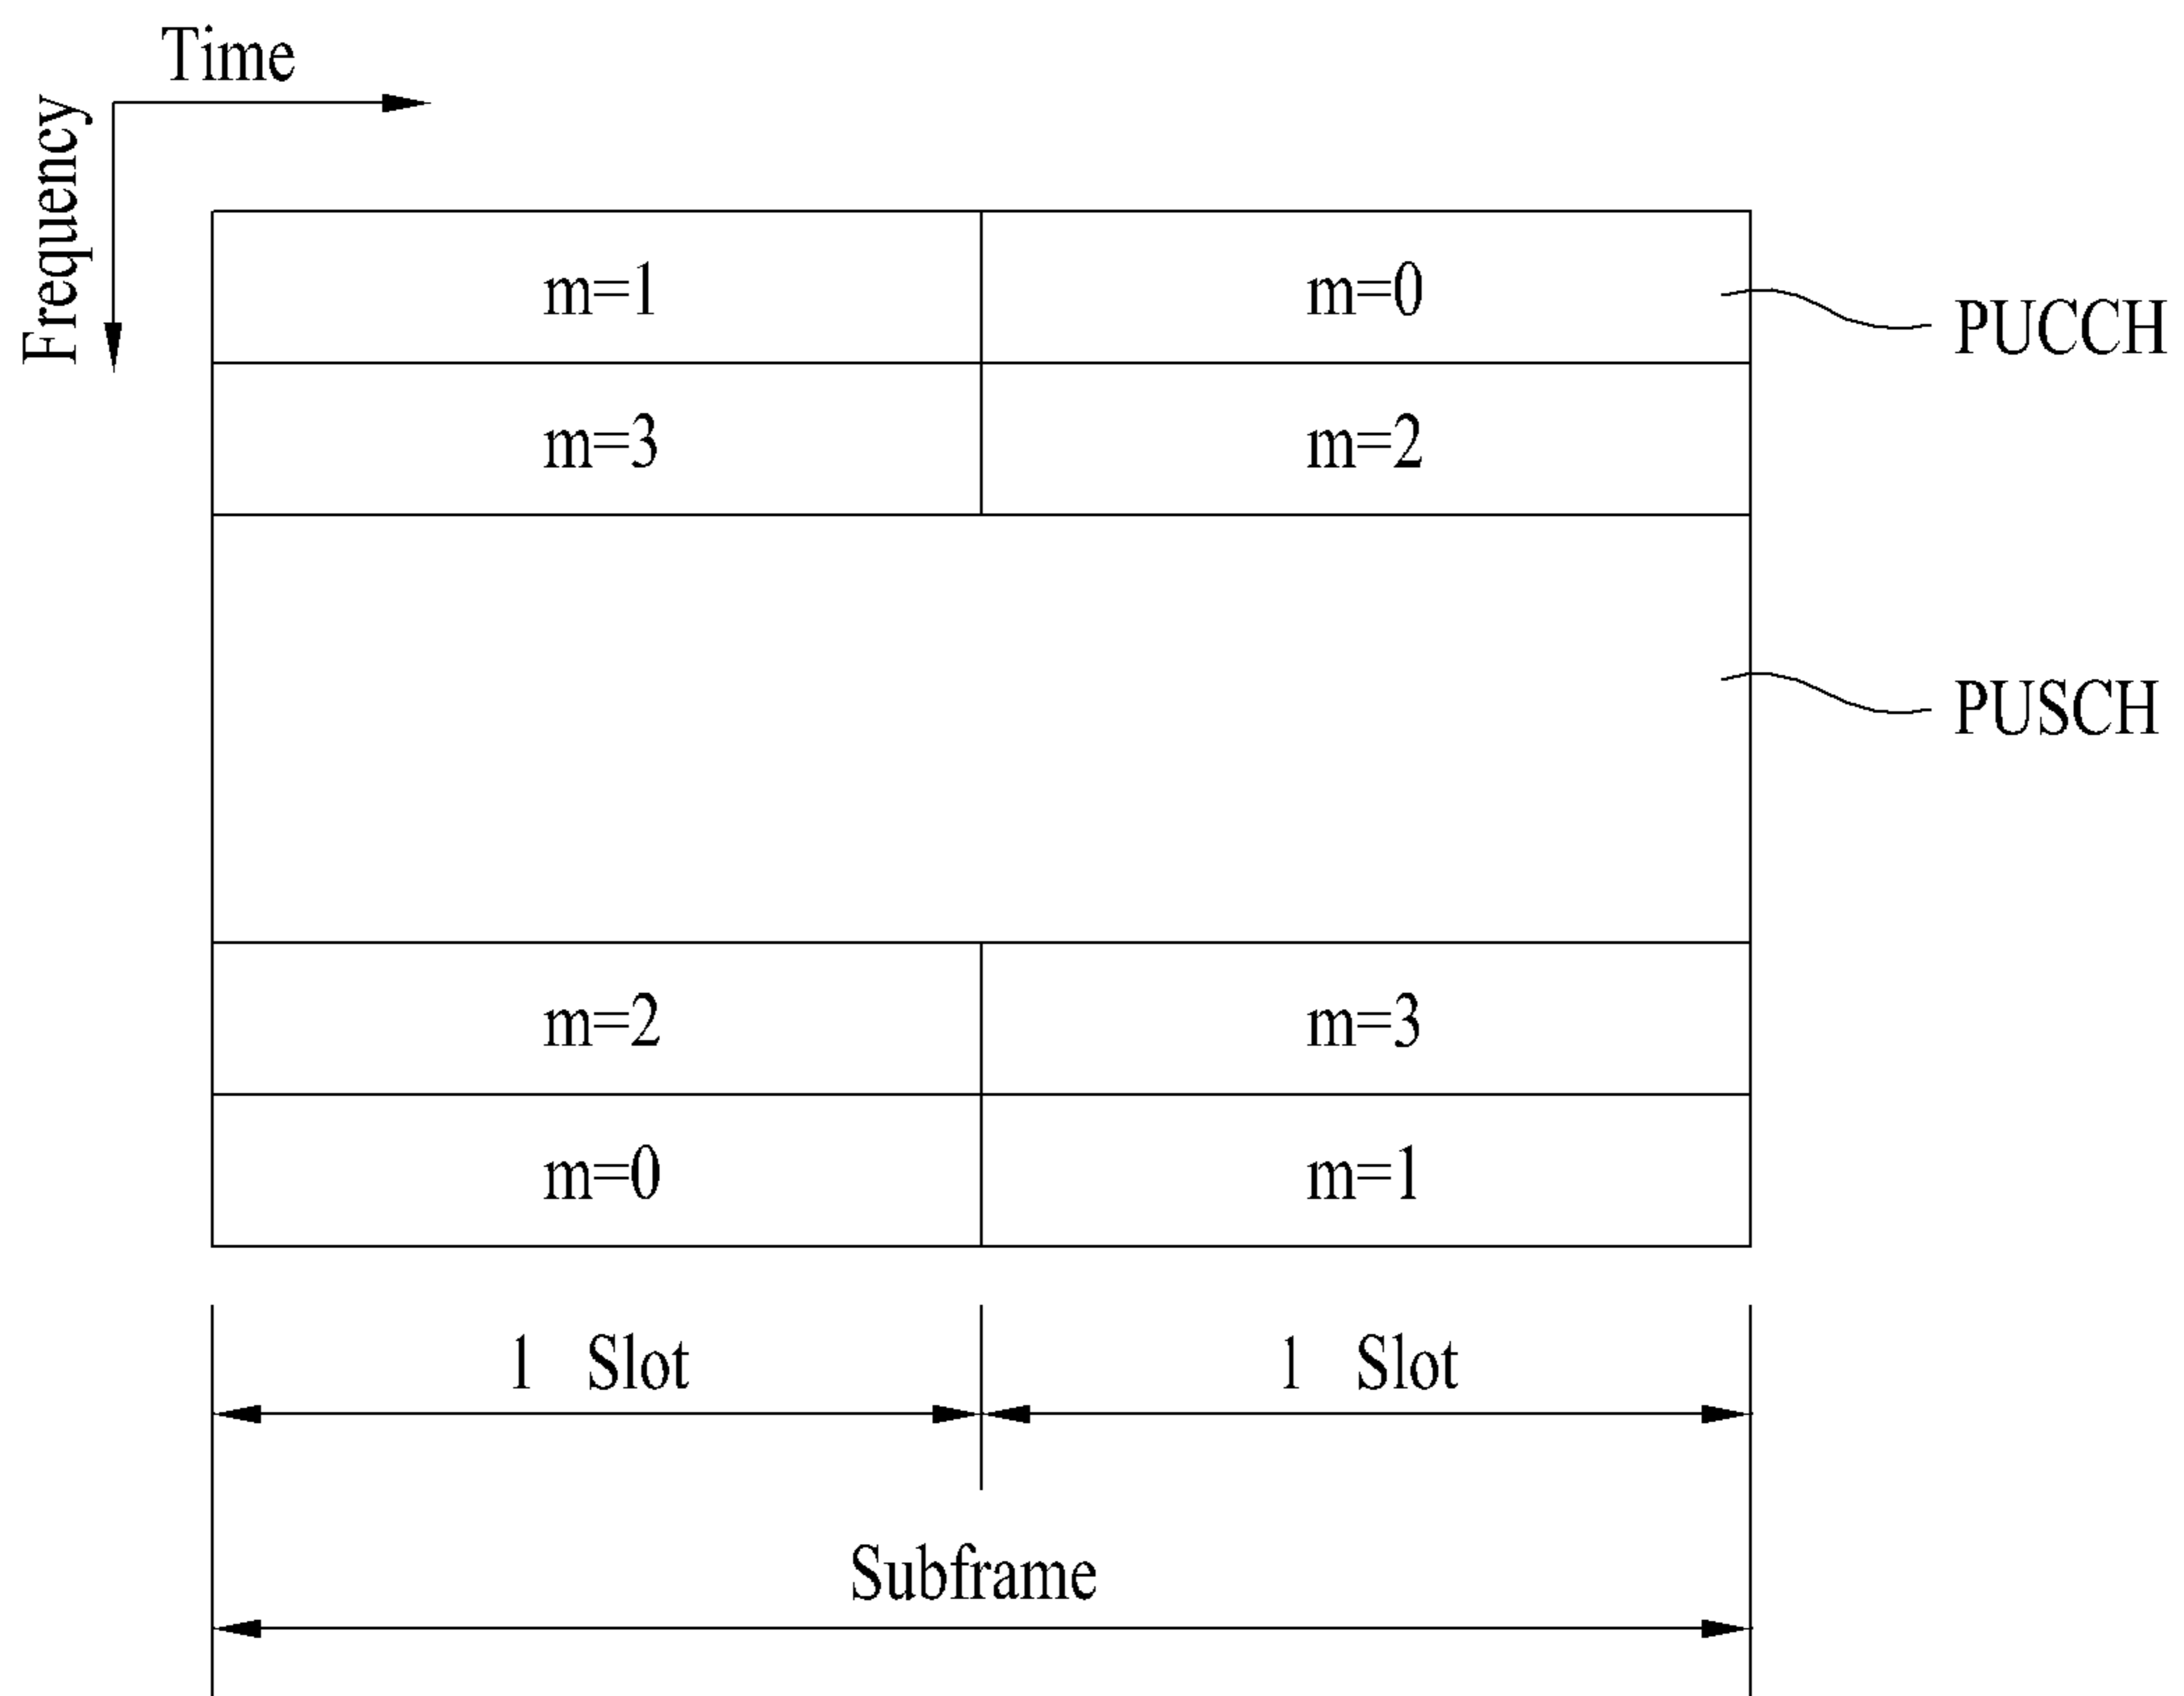 Time
Frequency
m=1 m=0
PUCCH
m=3 m=2
PUSCH
m=2 m=3
m=0 m=1
1 Slot 1 Slot
Subframe